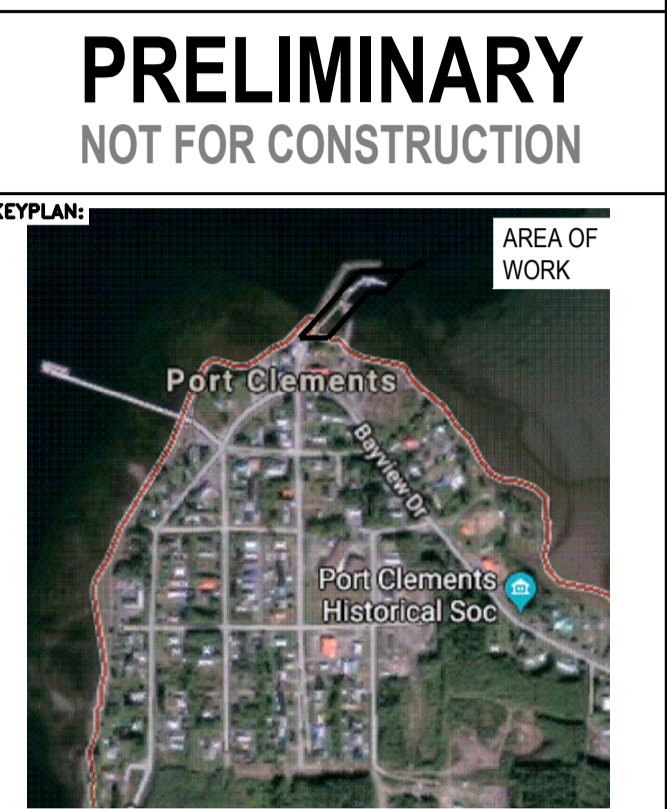 PRELIMINARY
NOT FOR CONSTRUCTION
KEYPLAN:
AREA OF
WORK
Port Clements
Bayview Dr
Port Clements
Historical Soc